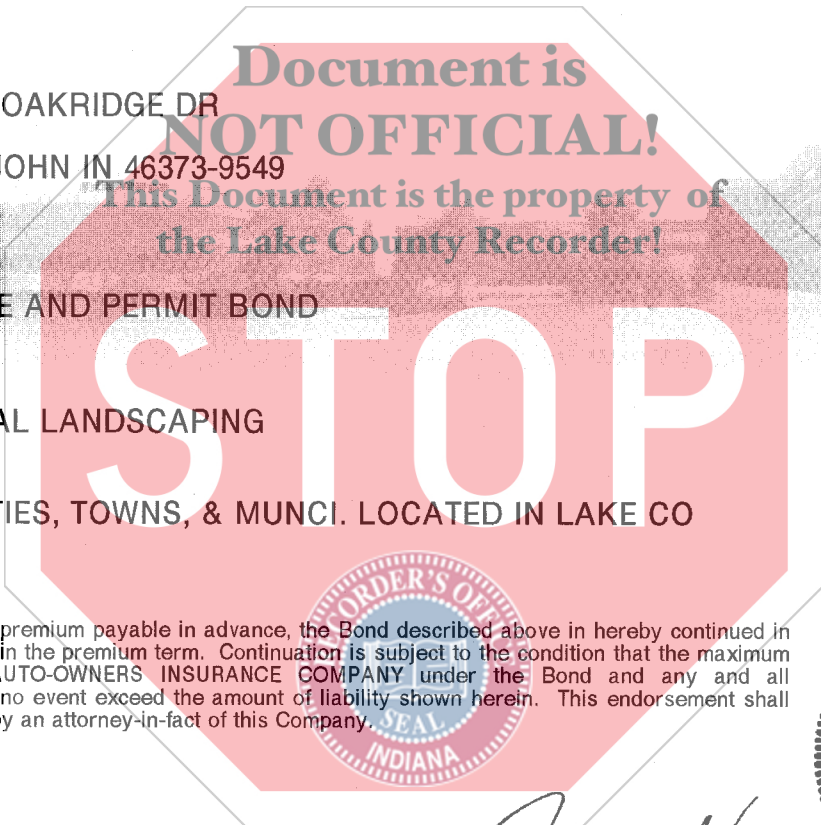 Document is
OAKRIDGE DR
NOT OFFICIAL!
JOHN IN 46373-9549
This Document is the property of
the Lake County Recorder!
E AND PERMIT BOND
STOP
AL LANDSCAPING
TIES, TOWNS, & MUNCI. LOCATED IN LAKE CO
RECORDER'S OFFICE
premium payable in advance, the Bond described above in hereby continued in
in the premium term. Continuation is subject to the condition that the maximum
AUTO-OWNERS INSURANCE COMPANY under the Bond and any and all
no event exceed the amount of liability shown herein. This endorsement shall
by an attorney-in-fact of this Company.
SEAL
INDIANA